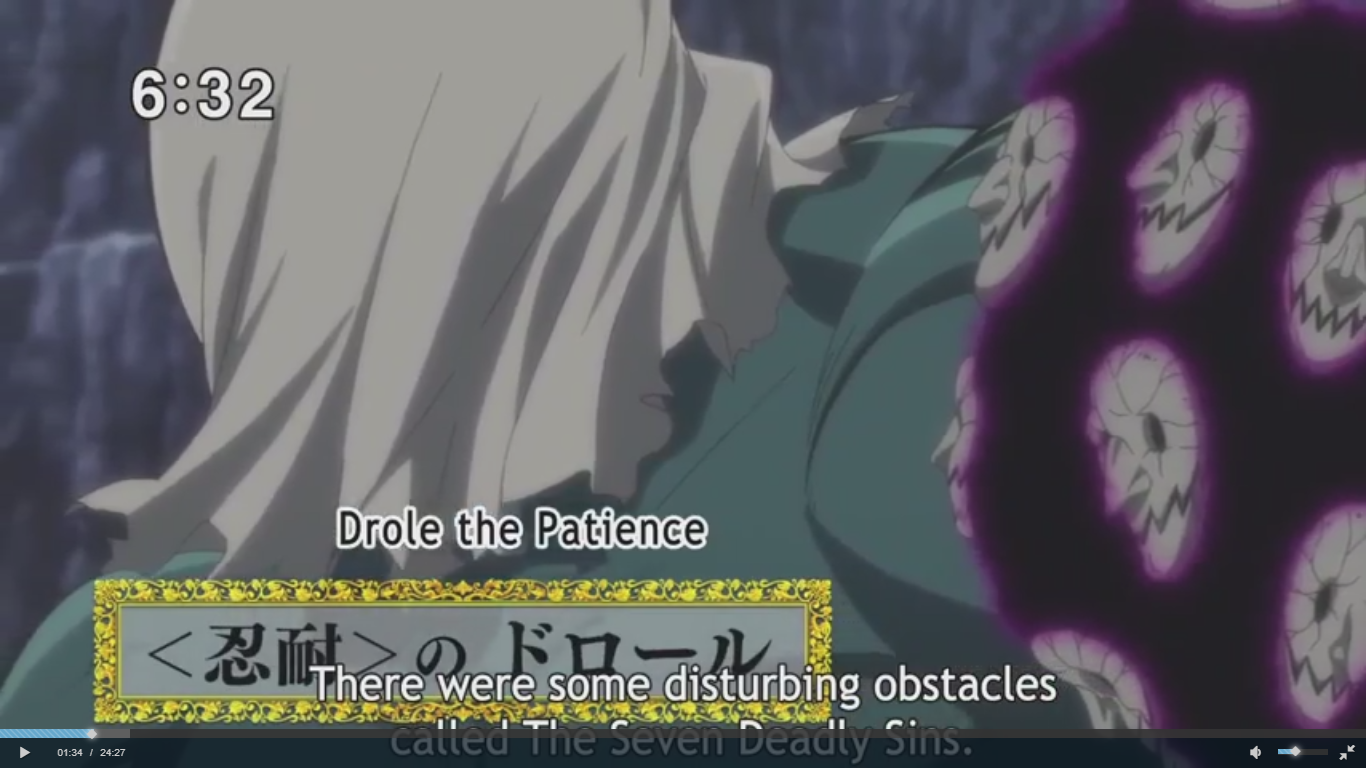 6:32
Drole the Patience
<忍耐>の ドロール
There were some disturbing obstacles
called The Seven Deadly Sins.
01:34 / 24:27